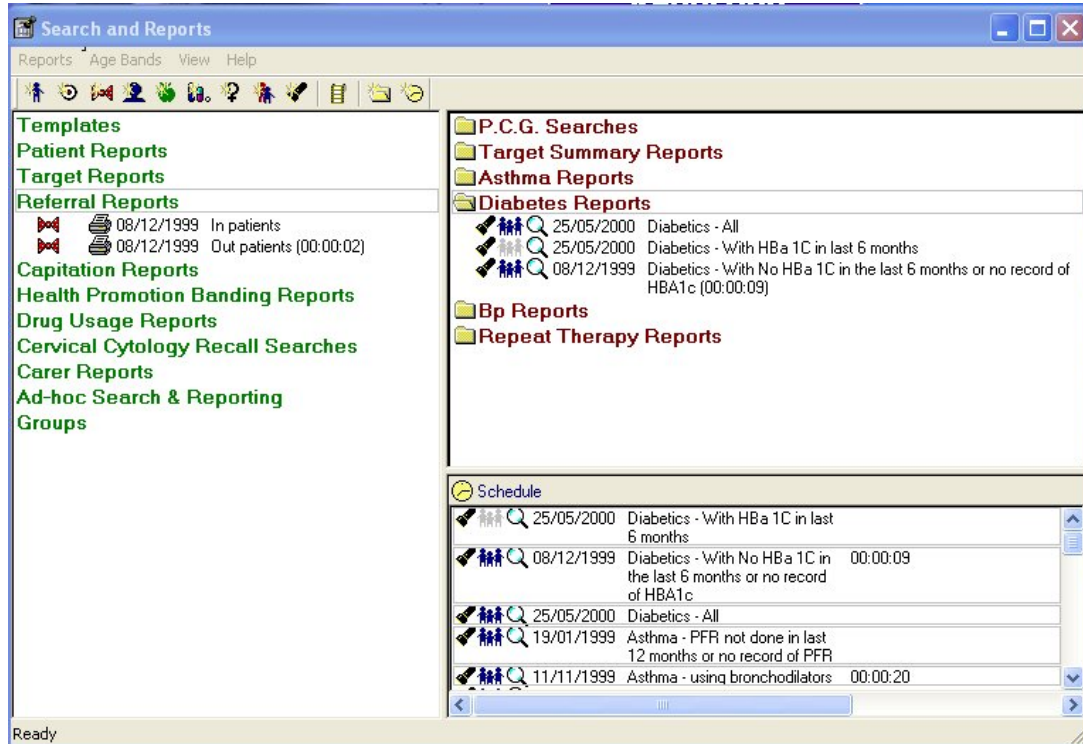 Search and Reports
Reports Age Bands View Help
Templates
Patient Reports
Target Reports
Referral Reports
08/12/1999 In patients
08/12/1999 Out patients (00:00:02)
Capitation Reports
Health Promotion Banding Reports
Drug Usage Reports
Cervical Cytology Recall Searches
Carer Reports
Ad-hoc Search & Reporting
Groups
P.C.G. Searches
Target Summary Reports
Asthma Reports
Diabetes Reports
25/05/2000 Diabetics - All
25/05/2000 Diabetics - With HBa 1C in last 6 months
08/12/1999 Diabetics - With No HBa 1C in the last 6 months or no record of
HBA1c (00:00:09)
Bp Reports
Repeat Therapy Reports
Schedule
25/05/2000 Diabetics - With HBa 1C in last
6 months
08/12/1999 Diabetics - With No HBa 1C in 00:00:09
the last 6 months or no record
of HBA1c
25/05/2000 Diabetics - All
19/01/1999 Asthma - PFR not done in last
12 months or no record of PFR
11/11/1999 Asthma - using bronchodilators 00:00:20
Ready